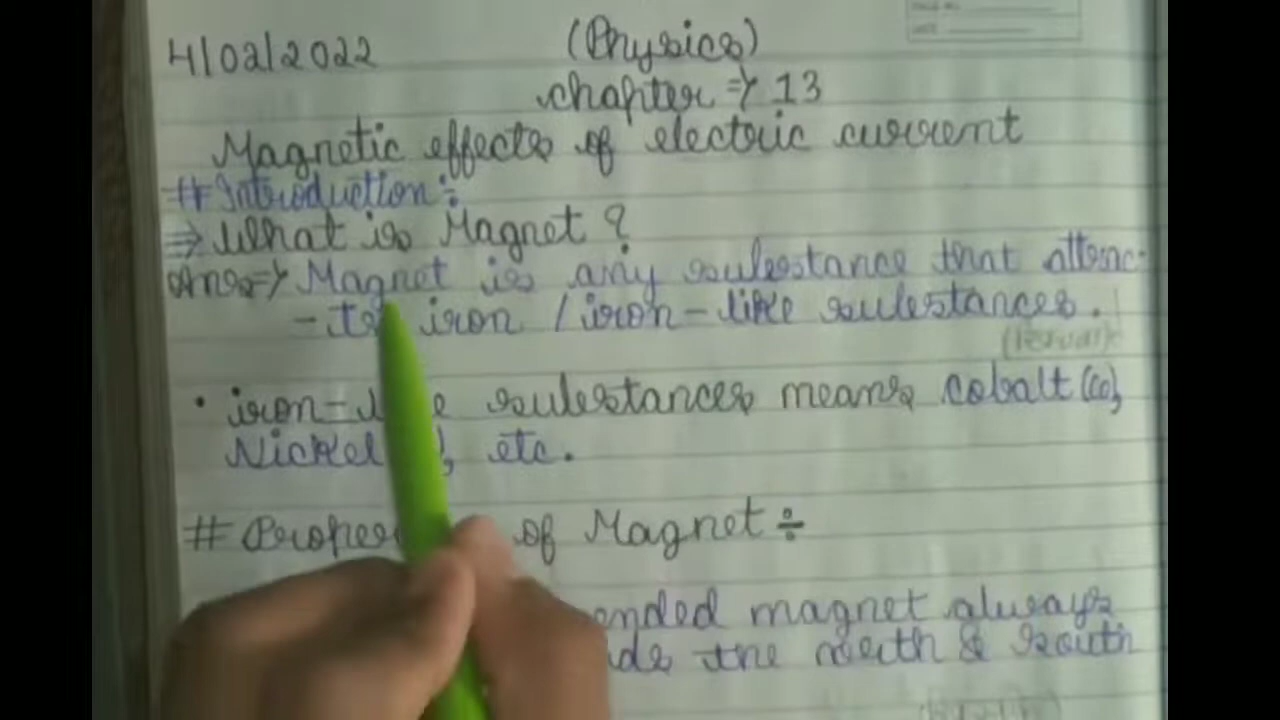 4/02/2022 (Physics)
chapter => 13
Magnetic effects of electric current
# Introduction :-
=> What is Magnet ?
Ans => Magnet is any substance that attrac-
-ts iron / iron-like substances.
• iron-like substances means cobalt (Co),
Nickel etc.
# of Magnet ÷
magnet always
the north & South